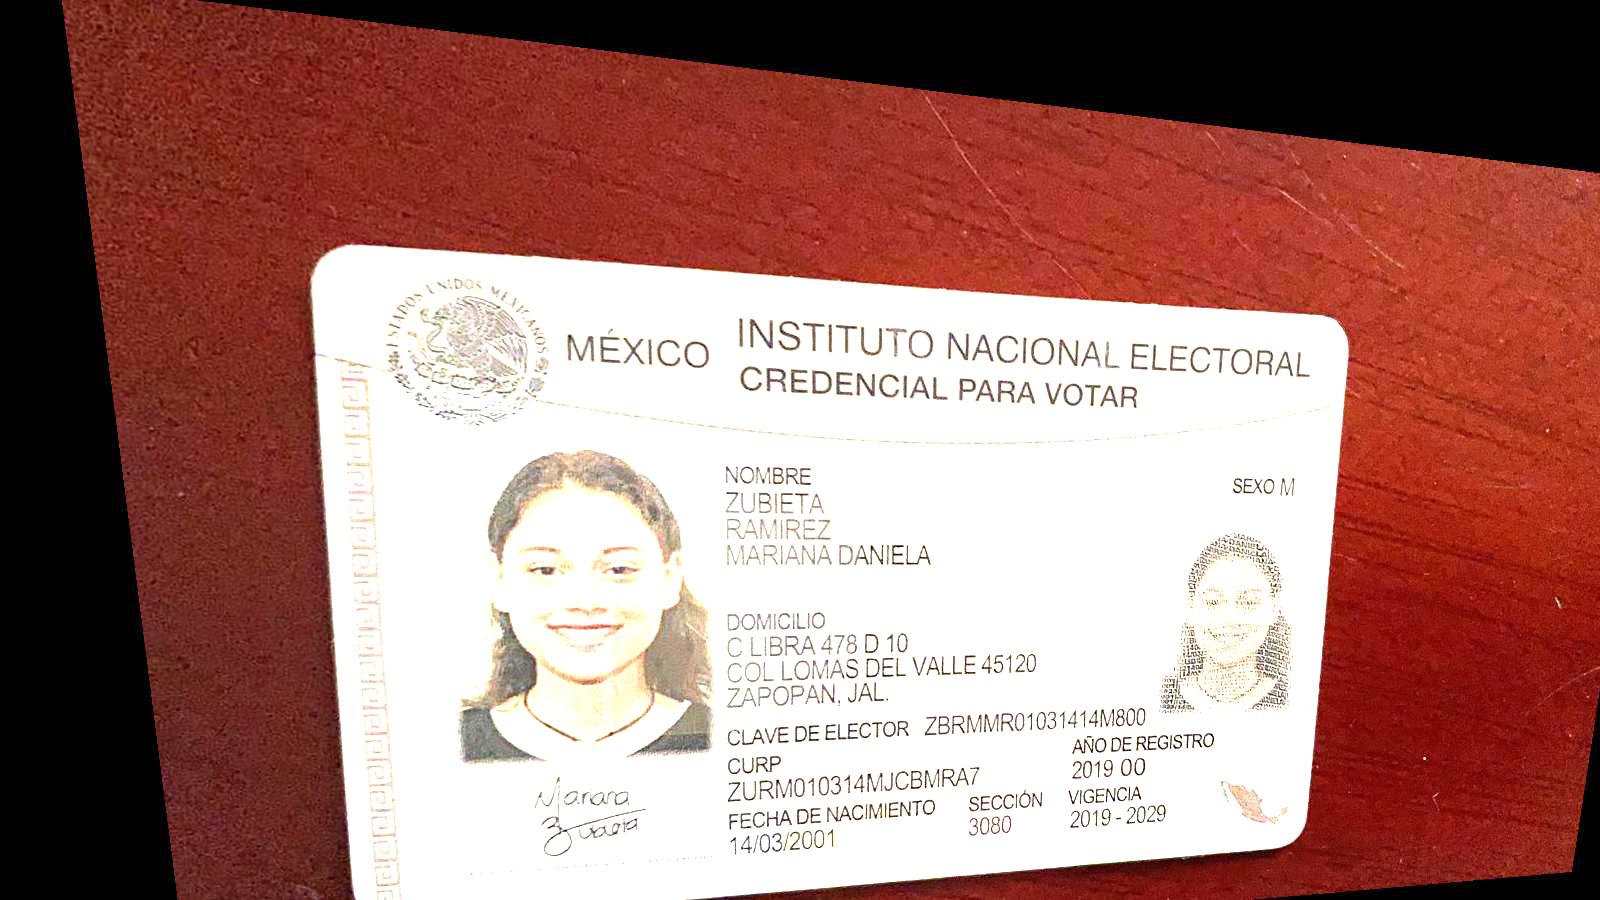 ESTADOS UNIDOS MEXICANOS
MÉXICO
INSTITUTO NACIONAL ELECTORAL
CREDENCIAL PARA VOTAR
NOMBRE
ZUBIETA
RAMIREZ
MARIANA DANIELA
SEXO M
DOMICILIO
C LIBRA 478 D 10
COL LOMAS DEL VALLE 45120
ZAPOPAN, JAL.
CLAVE DE ELECTOR ZBRMMR01031414M800
CURP
ZURM010314MJCBMRA7
AÑO DE REGISTRO
2019 00
FECHA DE NACIMIENTO
14/03/2001
SECCIÓN
3080
VIGENCIA
2019 - 2029
Mariana
Zubieta